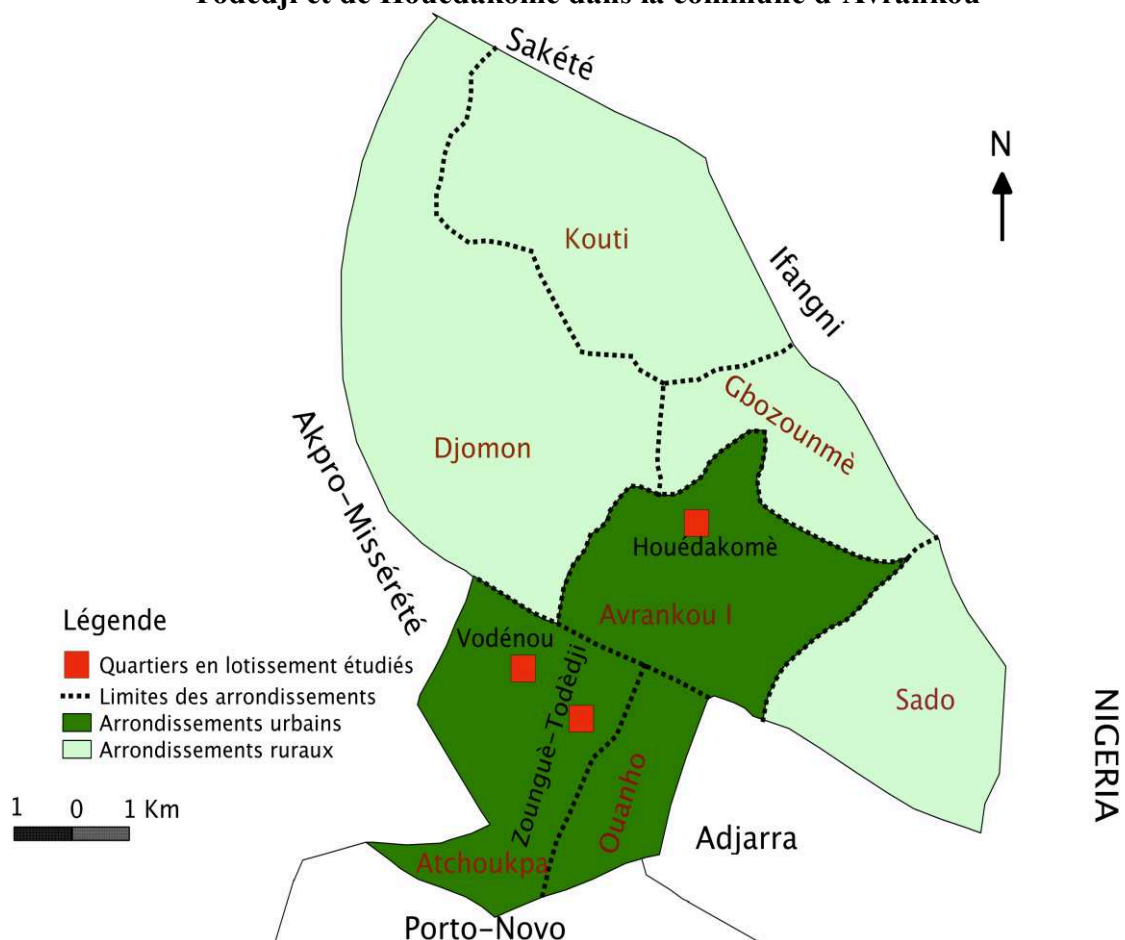 Todèdji et de Houèdakomè dans la commune d'Avrankou
Sakété
N
Kouti
Ifangni
Gbozounmè
Akpro-Missérété
Djomon
Houédakomè
Avrankou I
Légende
Quartiers en lotissement étudiés
Limites des arrondissements
Arrondissements urbains
Arrondissements ruraux
Vodénou
Zounguè-Todèdji
Sado
NIGERIA
1 0 1 Km
Ouanho
Adjarra
Atchoukpa
Porto-Novo